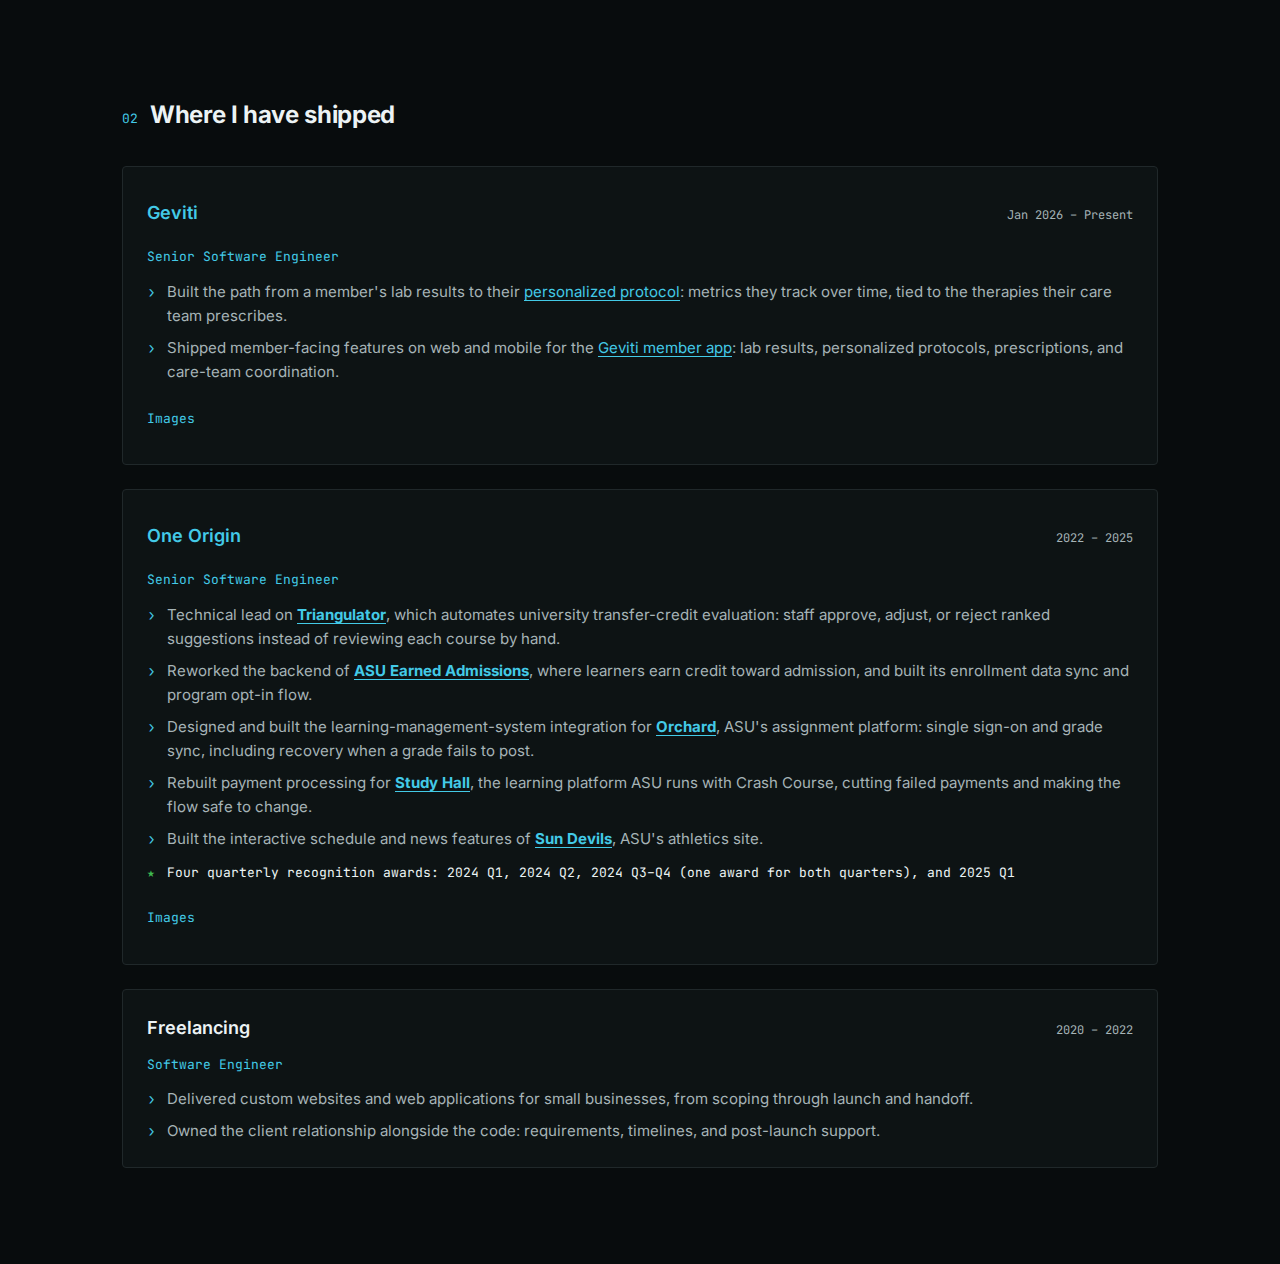 02 Where I have shipped
Geviti
Jan 2026 – Present
Senior Software Engineer
› Built the path from a member's lab results to their personalized protocol: metrics they track over time, tied to the therapies their care
team prescribes.
› Shipped member-facing features on web and mobile for the Geviti member app: lab results, personalized protocols, prescriptions, and
care-team coordination.
Images
One Origin
2022 – 2025
Senior Software Engineer
› Technical lead on Triangulator, which automates university transfer-credit evaluation: staff approve, adjust, or reject ranked
suggestions instead of reviewing each course by hand.
› Reworked the backend of ASU Earned Admissions, where learners earn credit toward admission, and built its enrollment data sync and
program opt-in flow.
› Designed and built the learning-management-system integration for Orchard, ASU's assignment platform: single sign-on and grade
sync, including recovery when a grade fails to post.
› Rebuilt payment processing for Study Hall, the learning platform ASU runs with Crash Course, cutting failed payments and making the
flow safe to change.
› Built the interactive schedule and news features of Sun Devils, ASU's athletics site.
★ Four quarterly recognition awards: 2024 Q1, 2024 Q2, 2024 Q3–Q4 (one award for both quarters), and 2025 Q1
Images
Freelancing
2020 – 2022
Software Engineer
› Delivered custom websites and web applications for small businesses, from scoping through launch and handoff.
› Owned the client relationship alongside the code: requirements, timelines, and post-launch support.